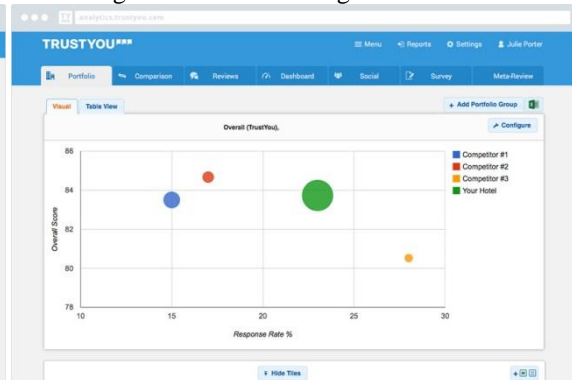 analytics.trustyou.com
TRUSTYOU
Menu Reports Settings Julie Porter
Portfolio Comparison Reviews Dashboard Social Survey Meta-Review
Visual Table View + Add Portfolio Group
Overall (TrustYou),
Configure
86
84
82
80
78
Overall Score
10 15 20 25 30
Response Rate %
Competitor #1
Competitor #2
Competitor #3
Your Hotel
Hide Tiles